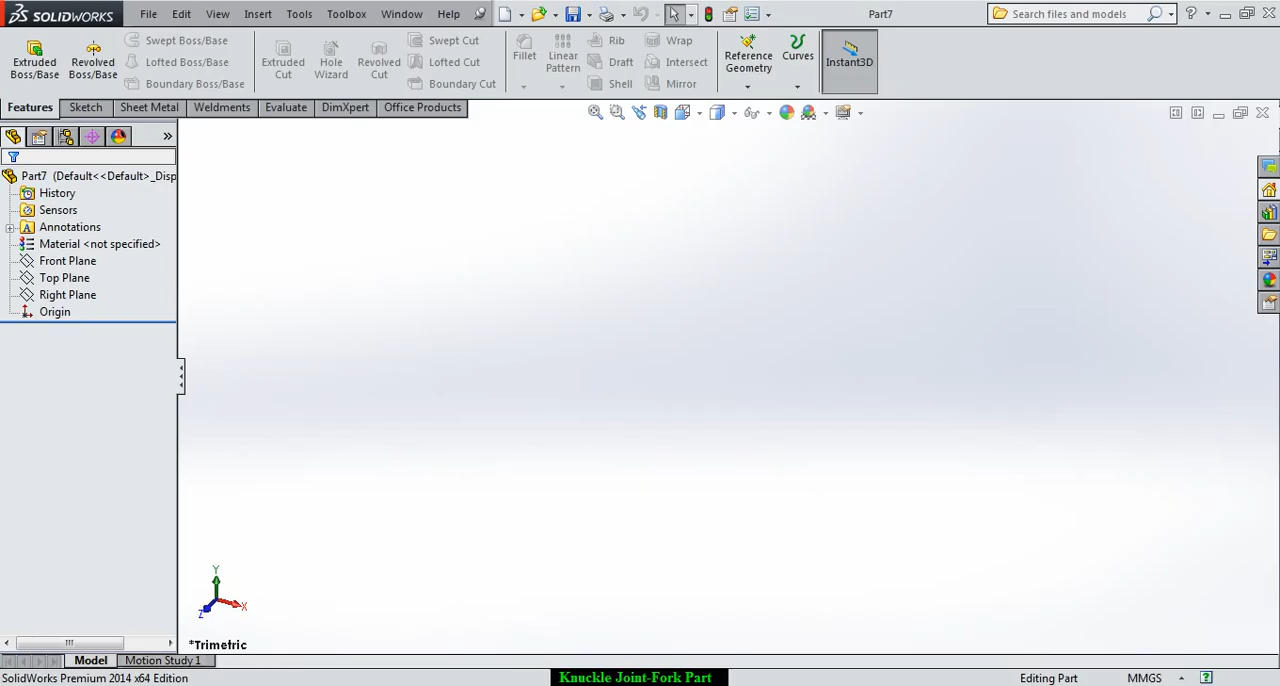 SOLIDWORKS File Edit View Insert Tools Toolbox Window Help Part7 Search files and models
Extruded Boss/Base
Revolved Boss/Base
Swept Boss/Base
Lofted Boss/Base
Boundary Boss/Base
Extruded Cut
Hole Wizard
Revolved Cut
Swept Cut
Lofted Cut
Boundary Cut
Fillet
Linear Pattern
Rib
Draft
Shell
Wrap
Intersect
Mirror
Reference Geometry
Curves
Instant3D
Features Sketch Sheet Metal Weldments Evaluate DimXpert Office Products
Part7 (Default<<Default>_Disp
History
Sensors
Annotations
Material <not specified>
Front Plane
Top Plane
Right Plane
Origin
Y
X
Z
*Trimetric
Model Motion Study 1
SolidWorks Premium 2014 x64 Edition Knuckle Joint-Fork Part Editing Part MMGS